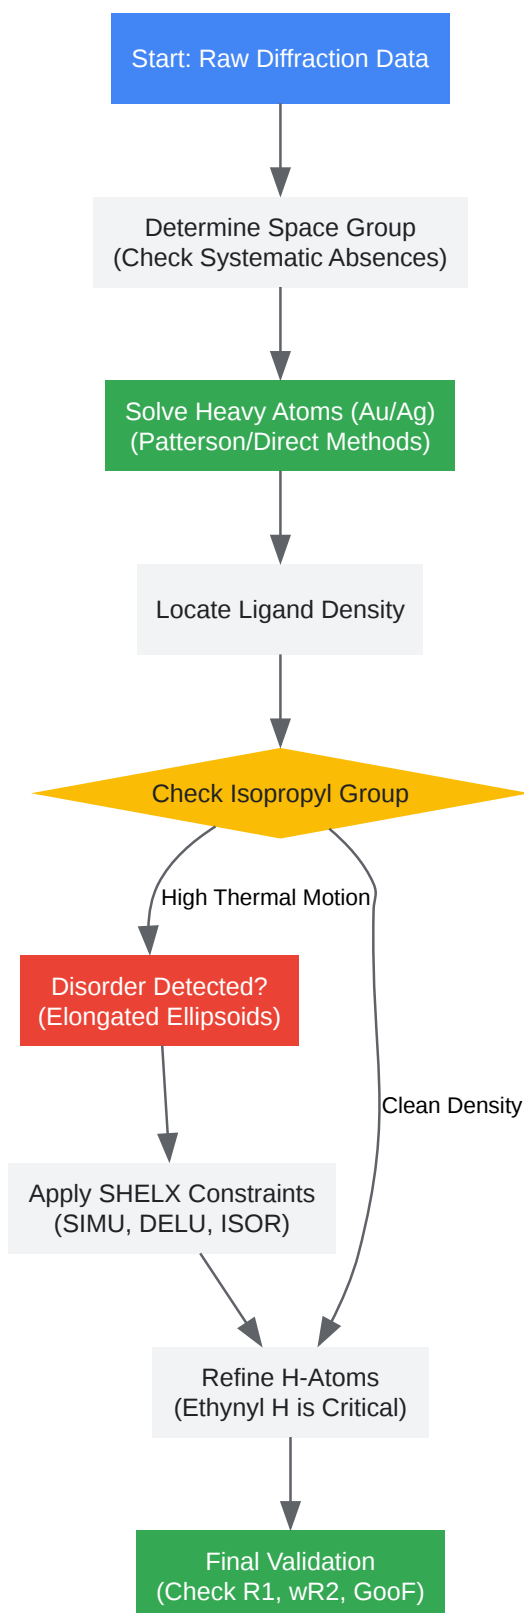 Start: Raw Diffraction Data
Determine Space Group
(Check Systematic Absences)
Solve Heavy Atoms (Au/Ag)
(Patterson/Direct Methods)
Locate Ligand Density
Check Isopropyl Group
High Thermal Motion
Disorder Detected?
(Elongated Ellipsoids)
Clean Density
Apply SHELX Constraints
(SIMU, DELU, ISOR)
Refine H-Atoms
(Ethynyl H is Critical)
Final Validation
(Check R1, wR2, GooF)